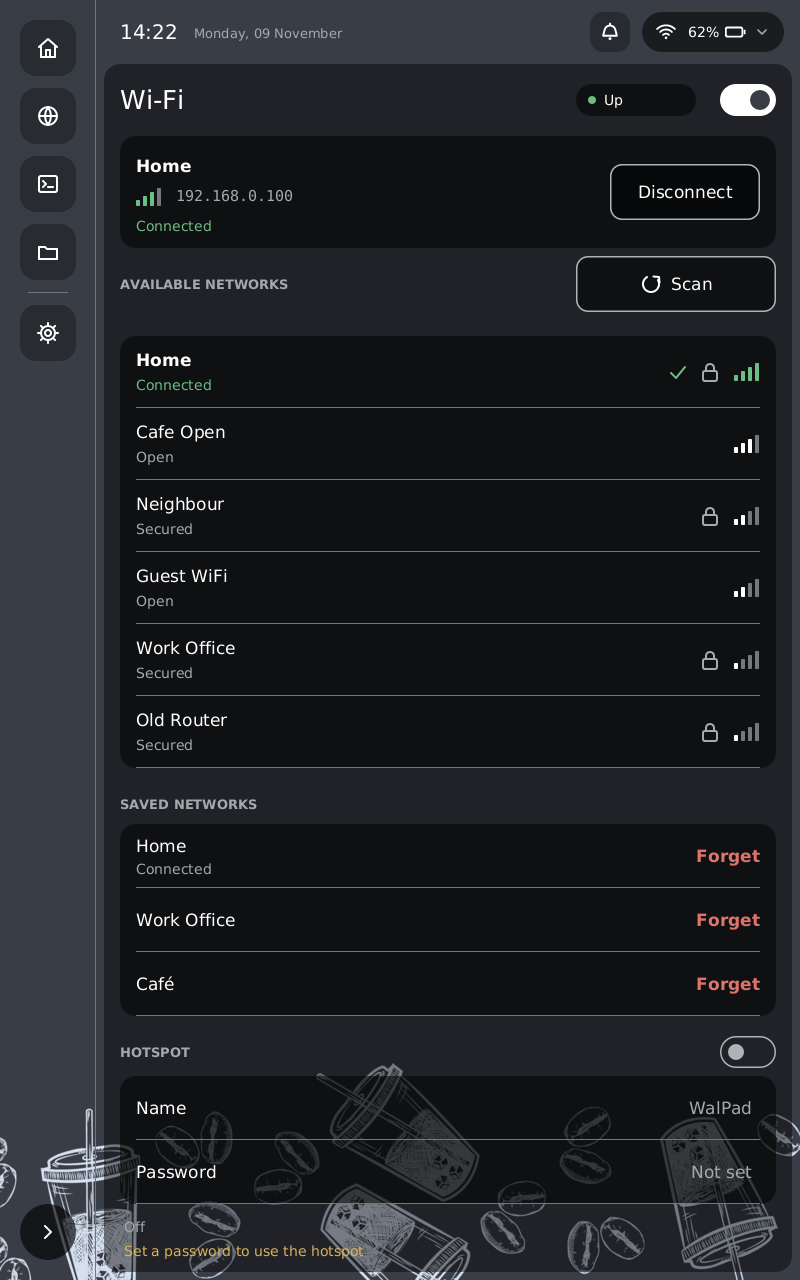 14:22 Monday, 09 November 62%
Wi-Fi Up
Home
192.168.0.100
Connected
Disconnect
AVAILABLE NETWORKS Scan
Home
Connected
Cafe Open
Open
Neighbour
Secured
Guest WiFi
Open
Work Office
Secured
Old Router
Secured
SAVED NETWORKS
Home
Connected
Forget
Work Office Forget
Café Forget
HOTSPOT
Name WalPad
Password Not set
Off
Set a password to use the hotspot